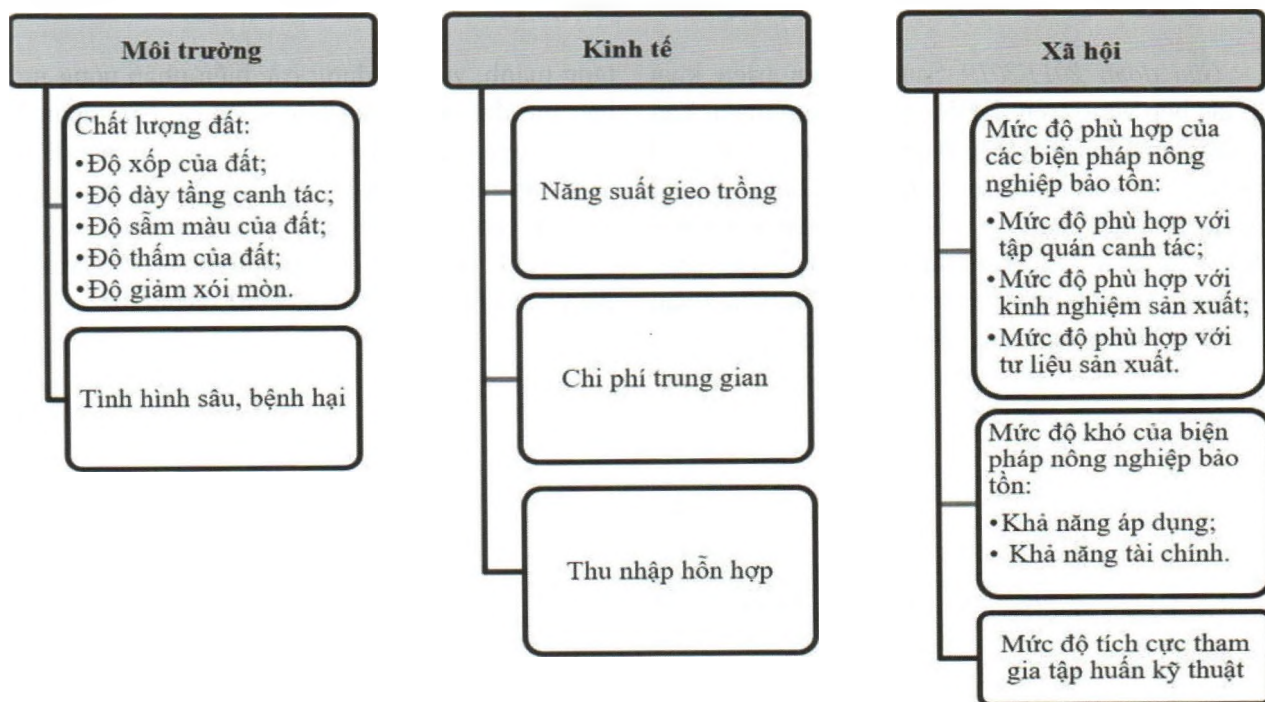 Môi trường
Chất lượng đất:
•Độ xốp của đất;
•Độ dày tầng canh tác;
•Độ sẫm màu của đất;
•Độ thấm của đất;
•Độ giảm xói mòn.
Tình hình sâu, bệnh hại
Kinh tế
Năng suất gieo trồng
Chi phí trung gian
Thu nhập hỗn hợp
Xã hội
Mức độ phù hợp của
các biện pháp nông
nghiệp bảo tồn:
•Mức độ phù hợp với
tập quán canh tác;
•Mức độ phù hợp với
kinh nghiệm sản xuất;
•Mức độ phù hợp với
tư liệu sản xuất.
Mức độ khó của biện
pháp nông nghiệp bảo
tồn:
•Khả năng áp dụng;
• Khả năng tài chính.
Mức độ tích cực tham
gia tập huấn kỹ thuật